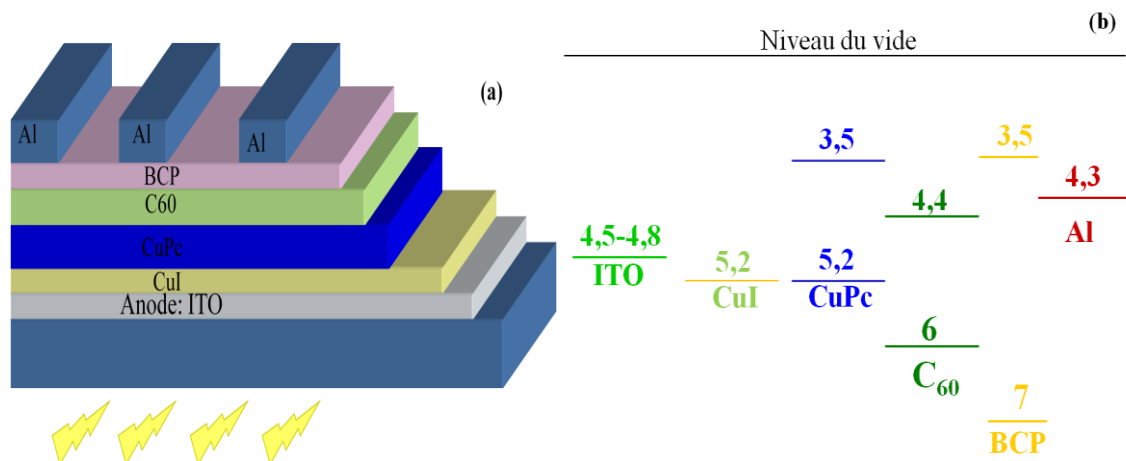 (a)
Al
Al
Al
BCP
C60
CuPc
CuI
Anode: ITO
(b)
Niveau du vide
3,5
3,5
4,3
Al
4,4
4,5-4,8
ITO
5,2
CuI
5,2
CuPc
6
C₆₀
7
BCP